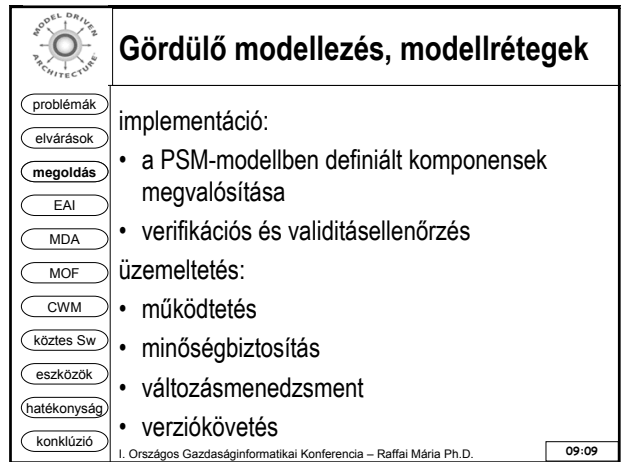 MODEL DRIVEN
ARCHITECTURE
Gördülő modellezés, modellrétegek
problémák
elvárások
megoldás
EAI
MDA
MOF
CWM
köztes Sw
eszközök
hatékonyság
konklúzió
implementáció:
• a PSM-modellben definiált komponensek
megvalósítása
• verifikációs és validitásellenőrzés
üzemeltetés:
• működtetés
• minőségbiztosítás
• változásmenedzsment
• verziókövetés
I. Országos Gazdaságinformatikai Konferencia – Raffai Mária Ph.D.
09:09